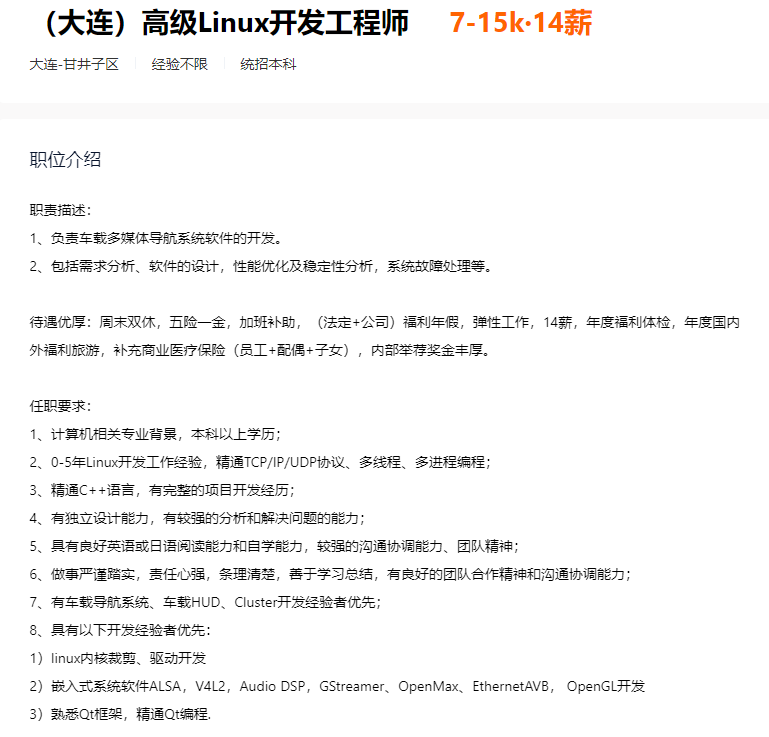 （大连）高级Linux开发工程师 7-15k·14薪
大连-甘井子区 经验不限 统招本科
职位介绍
职责描述：
1、负责车载多媒体导航系统软件的开发。
2、包括需求分析、软件的设计，性能优化及稳定性分析，系统故障处理等。
待遇优厚：周末双休，五险一金，加班补助，（法定+公司）福利年假，弹性工作，14薪，年度福利体检，年度国内
外福利旅游，补充商业医疗保险（员工+配偶+子女），内部举荐奖金丰厚。
任职要求：
1、计算机相关专业背景，本科以上学历；
2、0-5年Linux开发工作经验，精通TCP/IP/UDP协议、多线程、多进程编程；
3、精通C++语言，有完整的项目开发经历；
4、有独立设计能力，有较强的分析和解决问题的能力；
5、具有良好英语或日语阅读能力和自学能力，较强的沟通协调能力、团队精神；
6、做事严谨踏实，责任心强，条理清楚，善于学习总结，有良好的团队合作精神和沟通协调能力；
7、有车载导航系统、车载HUD、Cluster开发经验者优先；
8、具有以下开发经验者优先：
1）linux内核裁剪、驱动开发
2）嵌入式系统软件ALSA，V4L2，Audio DSP，GStreamer、OpenMax、EthernetAVB， OpenGL开发
3）熟悉Qt框架，精通Qt编程.